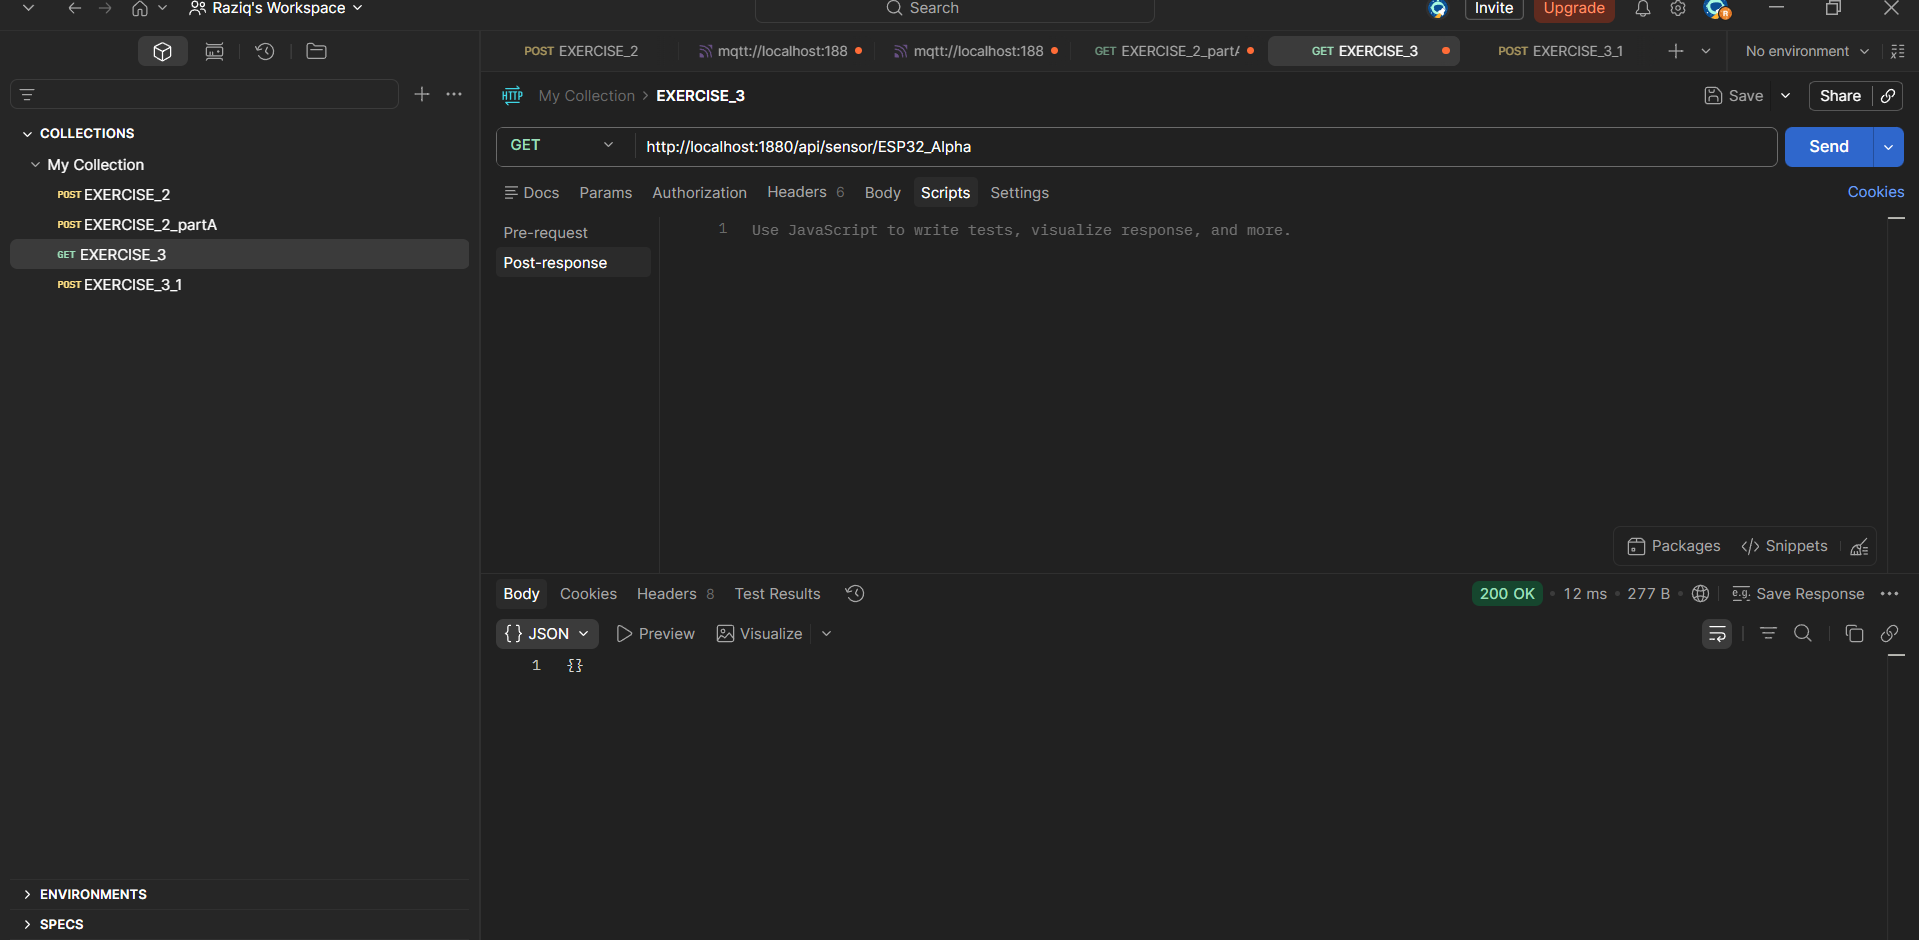 Raziq's Workspace
Search
Invite
Upgrade
POST EXERCISE_2
mqtt://localhost:188
mqtt://localhost:188
GET EXERCISE_2_partA
GET EXERCISE_3
POST EXERCISE_3_1
No environment
HTTP My Collection > EXERCISE_3
Save
Share
COLLECTIONS
My Collection
POST EXERCISE_2
POST EXERCISE_2_partA
GET EXERCISE_3
POST EXERCISE_3_1
ENVIRONMENTS
SPECS
GET http://localhost:1880/api/sensor/ESP32_Alpha
Send
Docs Params Authorization Headers 6 Body Scripts Settings
Cookies
Pre-request
Post-response
1 Use JavaScript to write tests, visualize response, and more.
Packages </> Snippets
Body Cookies Headers 8 Test Results
200 OK • 12 ms • 277 B
e.g. Save Response
{} JSON Preview Visualize
1 {}